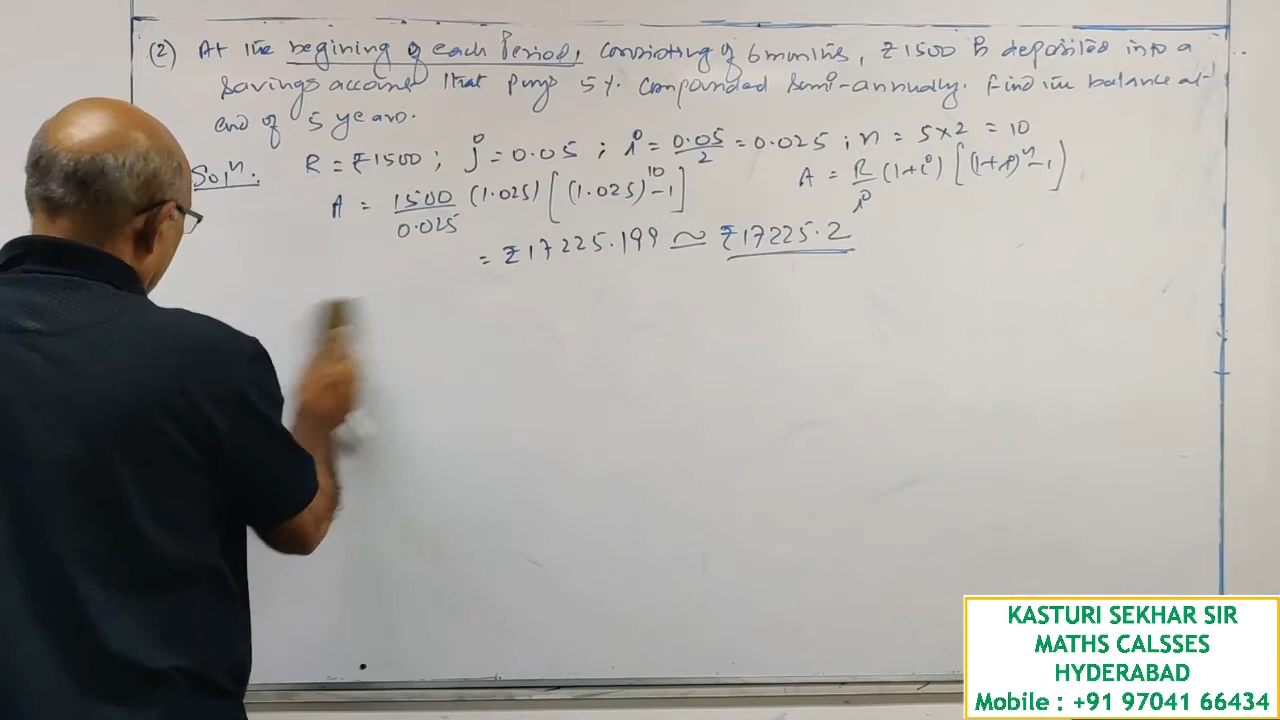 (2) At the begining of each Period, consisting of 6 months, ₹1500 is deposited into a
Savings account that pays 5%. compounded semi-annually. Find the balance at
end of 5 years.
Solⁿ. R = ₹1500 ; j = 0.05 ; i = 0.05/2 = 0.025 ; n = 5×2 = 10
A = 1500/0.025 (1.025) [(1.025)¹⁰-1]
A = R/i (1+i) [(1+i)ⁿ-1]
= ₹17225.199 ≃ ₹17225.2
KASTURI SEKHAR SIR
MATHS CALSSES
HYDERABAD
Mobile : +91 97041 66434